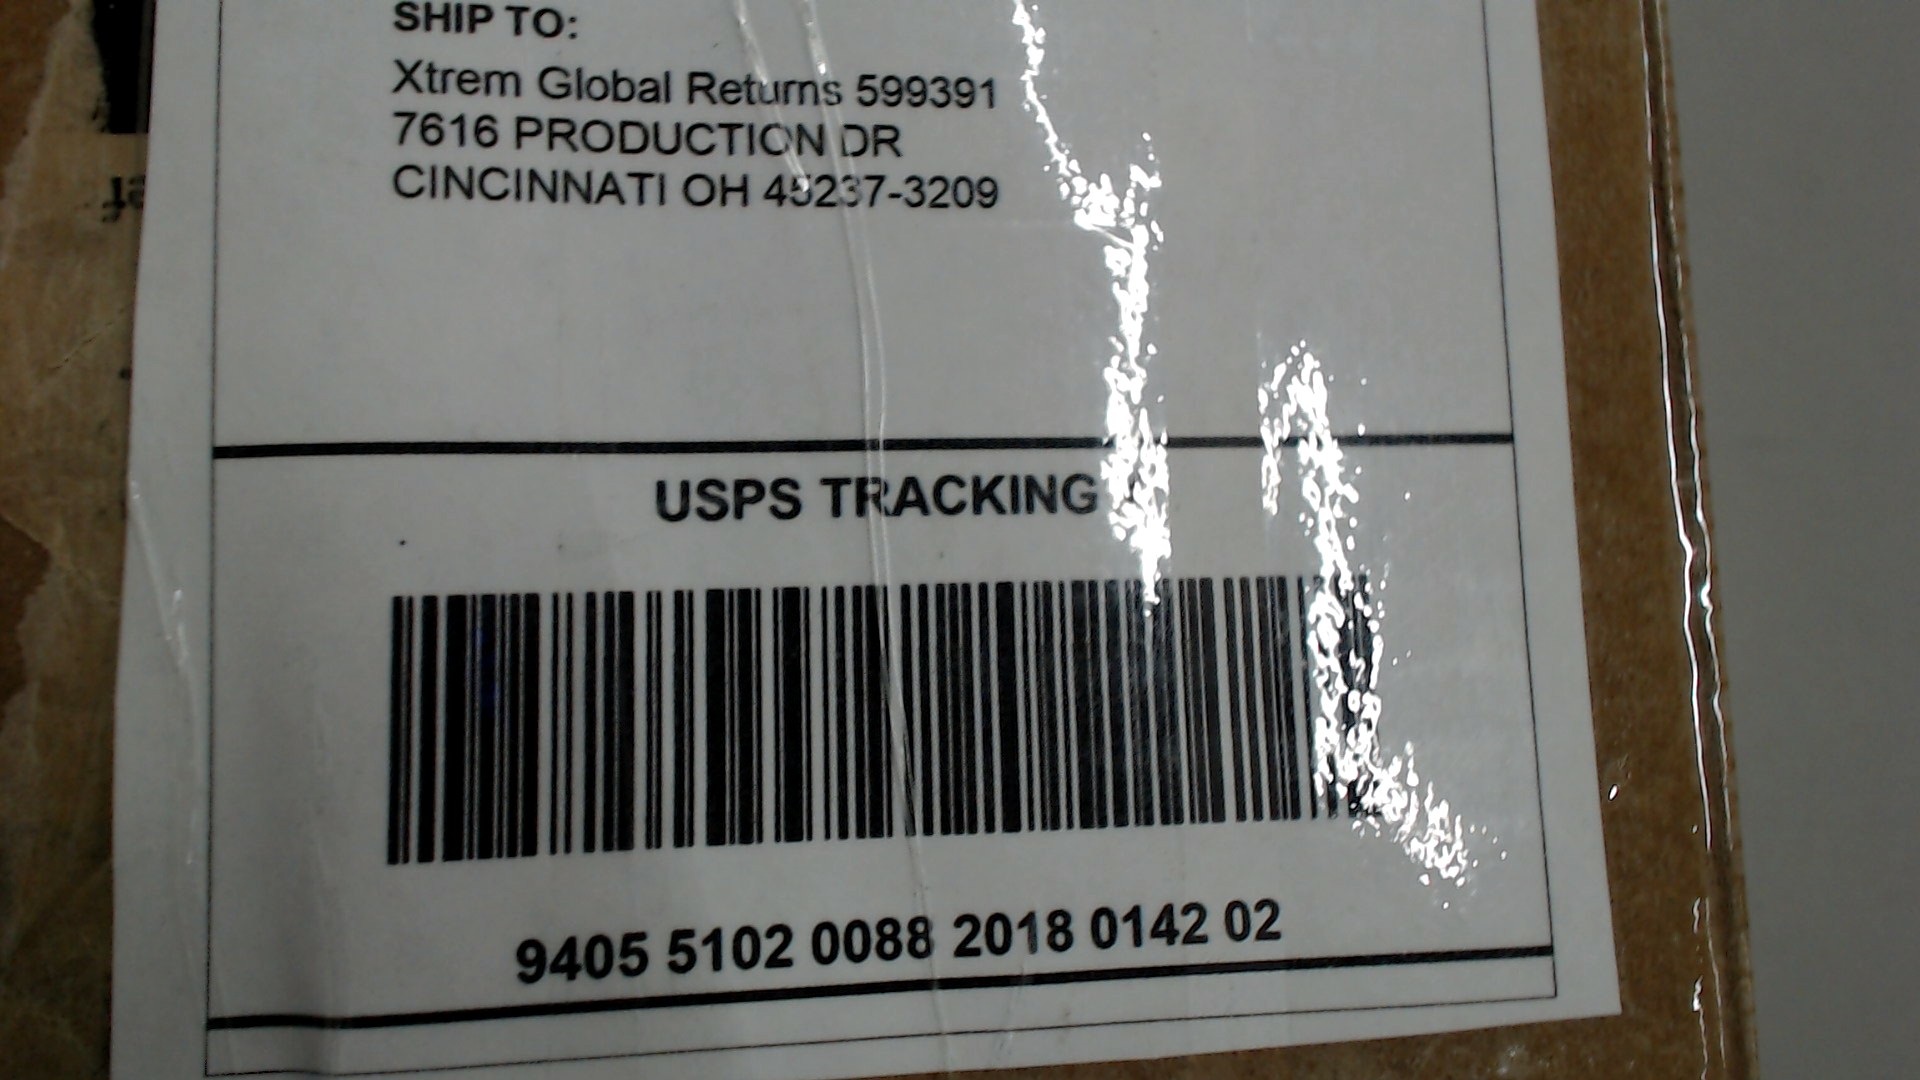 SHIP TO:
Xtrem Global Returns 599391
7616 PRODUCTION DR
CINCINNATI OH 45237-3209
USPS TRACKING
9405 5102 0088 2018 0142 02